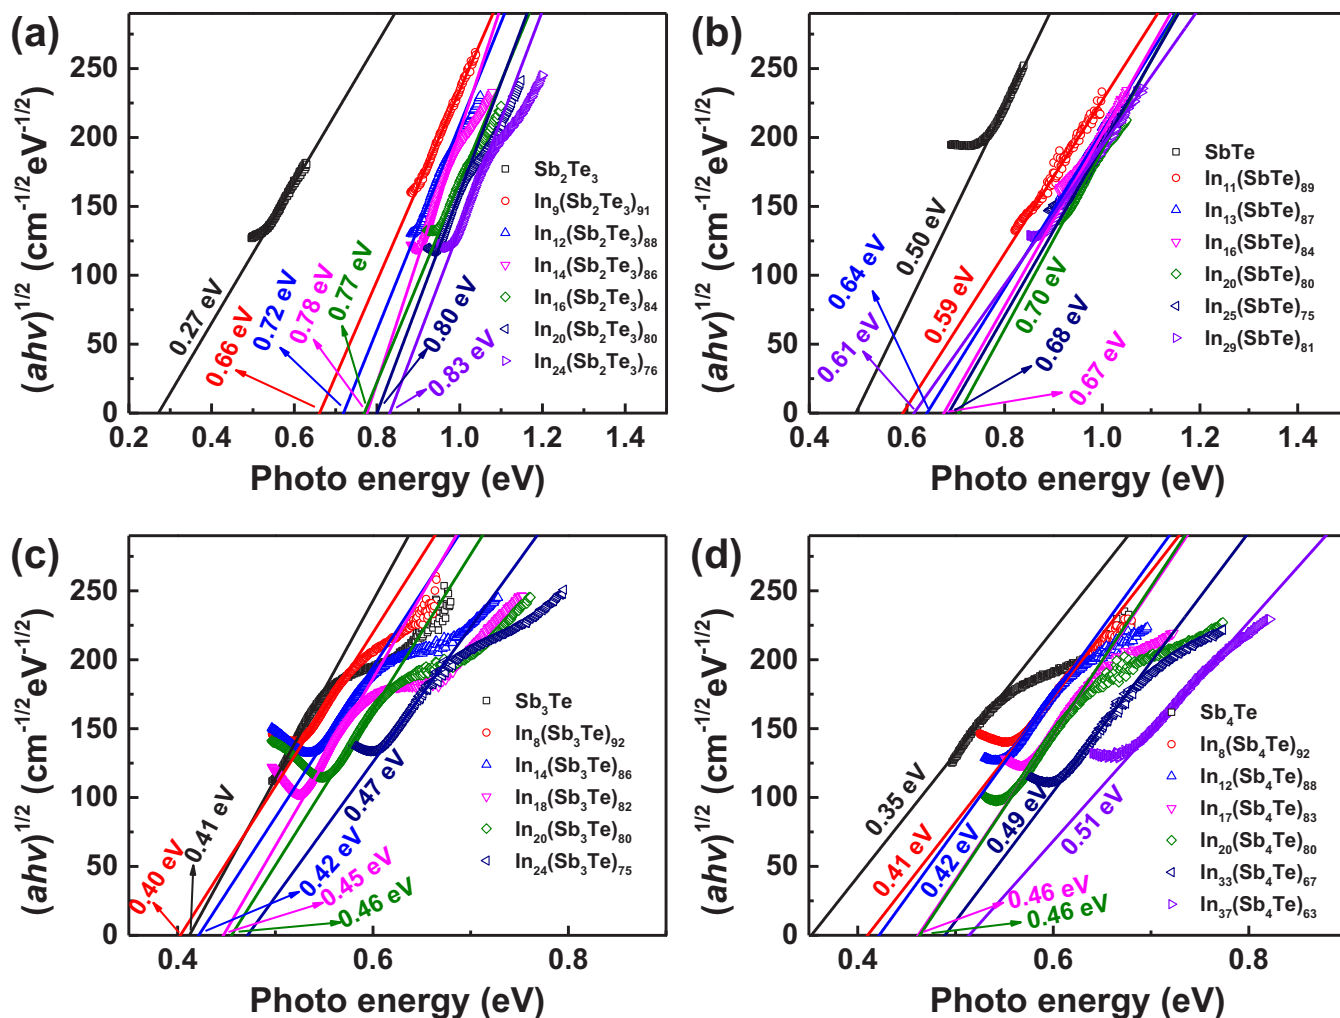 (a)
(ahv)^1/2 (cm^-1/2 eV^-1/2)
250
200
150
100
50
0
0.2 0.4 0.6 0.8 1.0 1.2 1.4
Photo energy (eV)
0.27 eV
0.66 eV
0.72 eV
0.78 eV
0.77 eV
0.80 eV
0.83 eV
Sb₂Te₃
In₉(Sb₂Te₃)₉₁
In₁₂(Sb₂Te₃)₈₈
In₁₄(Sb₂Te₃)₈₆
In₁₆(Sb₂Te₃)₈₄
In₂₀(Sb₂Te₃)₈₀
In₂₄(Sb₂Te₃)₇₆
(b)
(ahv)^1/2 (cm^-1/2 eV^-1/2)
250
200
150
100
50
0
0.4 0.6 0.8 1.0 1.2 1.4
Photo energy (eV)
0.64 eV
0.61 eV
0.50 eV
0.59 eV
0.70 eV
0.68 eV
0.67 eV
SbTe
In₁₁(SbTe)₈₉
In₁₃(SbTe)₈₇
In₁₆(SbTe)₈₄
In₂₀(SbTe)₈₀
In₂₅(SbTe)₇₅
In₂₉(SbTe)₈₁
(c)
(ahv)^1/2 (cm^-1/2 eV^-1/2)
250
200
150
100
50
0
0.4 0.6 0.8
Photo energy (eV)
0.40 eV
0.41 eV
0.42 eV
0.45 eV
0.46 eV
0.47 eV
Sb₃Te
In₈(Sb₃Te)₉₂
In₁₄(Sb₃Te)₈₆
In₁₈(Sb₃Te)₈₂
In₂₀(Sb₃Te)₈₀
In₂₄(Sb₃Te)₇₅
(d)
(ahv)^1/2 (cm^-1/2 eV^-1/2)
250
200
150
100
50
0
0.4 0.6 0.8
Photo energy (eV)
0.35 eV
0.41 eV
0.42 eV
0.49 eV
0.51 eV
0.46 eV
0.46 eV
Sb₄Te
In₈(Sb₄Te)₉₂
In₁₂(Sb₄Te)₈₈
In₁₇(Sb₄Te)₈₃
In₂₀(Sb₄Te)₈₀
In₃₃(Sb₄Te)₆₇
In₃₇(Sb₄Te)₆₃